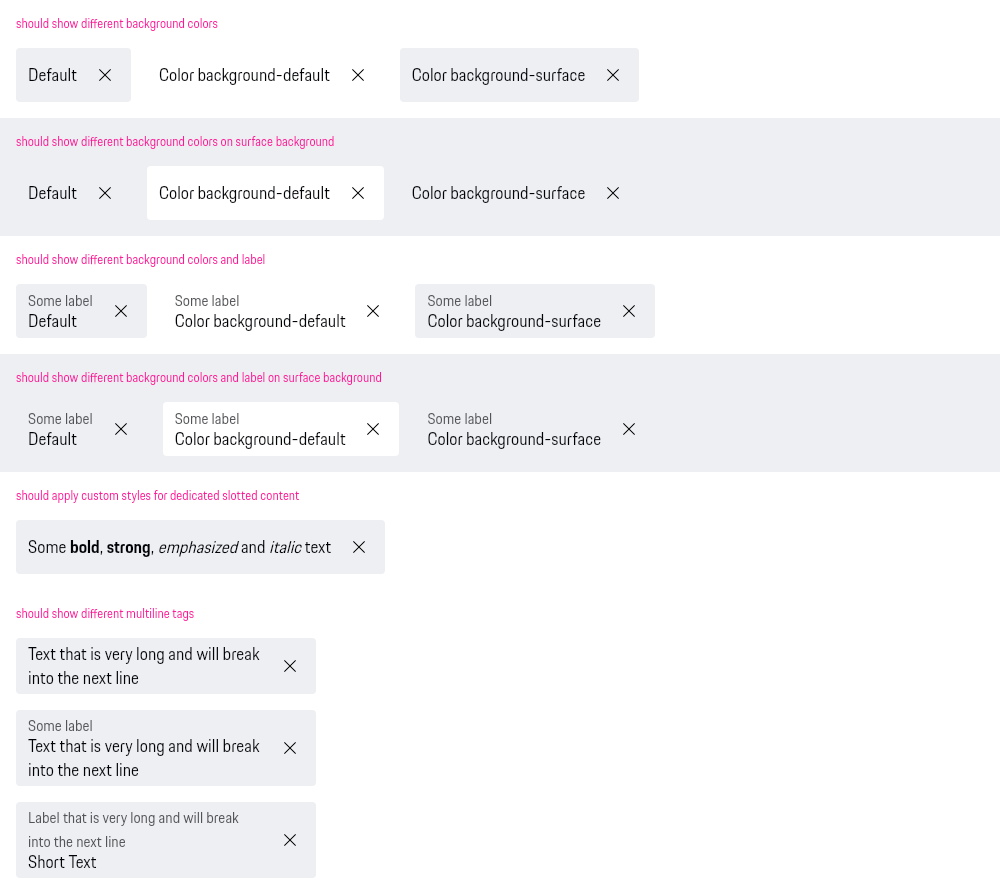 should show different background colors
Default Color background-default Color background-surface
should show different background colors on surface background
Default Color background-default Color background-surface
should show different background colors and label
Some label Some label Some label
Default Color background-default Color background-surface
should show different background colors and label on surface background
Some label Some label Some label
Default Color background-default Color background-surface
should apply custom styles for dedicated slotted content
Some bold, strong, emphasized and italic text
should show different multiline tags
Text that is very long and will break
into the next line
Some label
Text that is very long and will break
into the next line
Label that is very long and will break
into the next line
Short Text